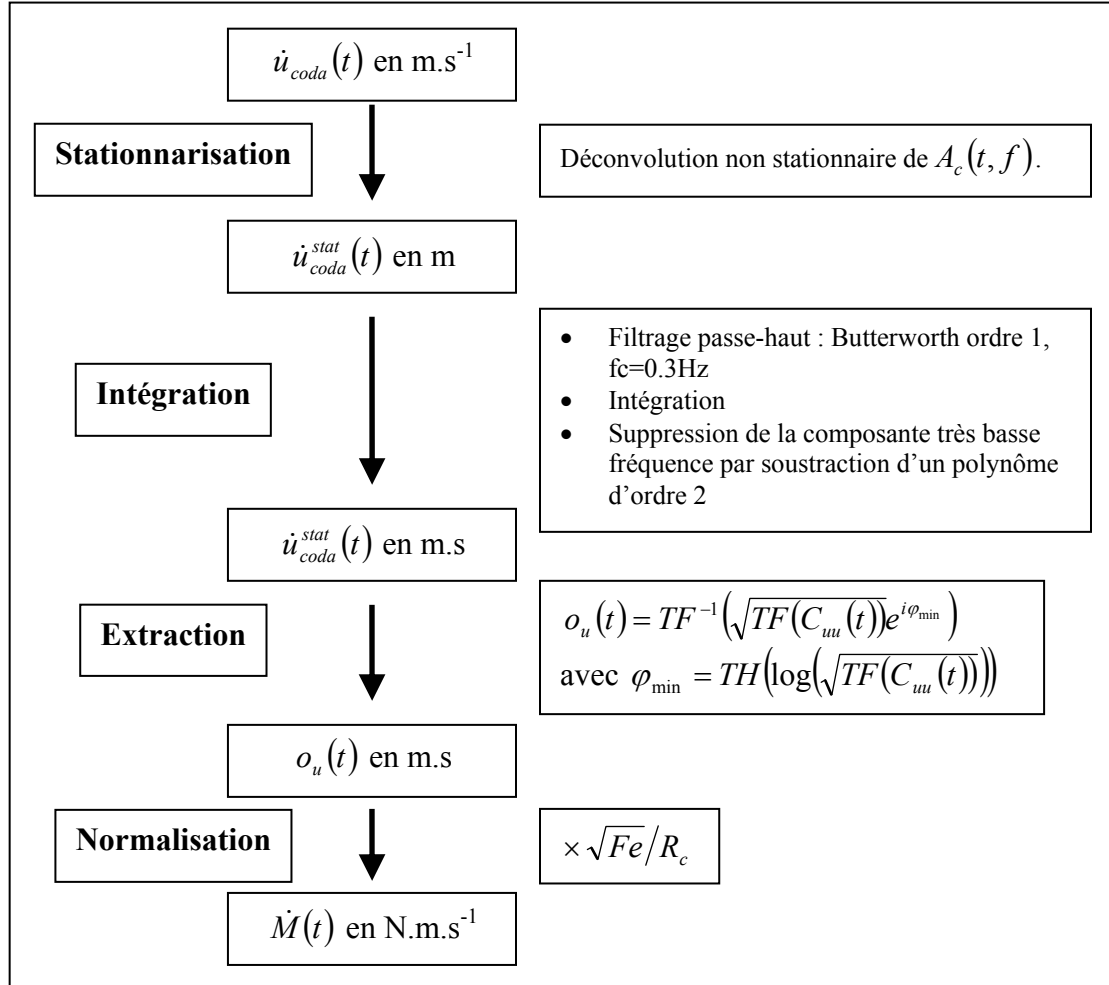 u̇_coda(t) en m.s⁻¹
Stationnarisation
Déconvolution non stationnaire de A_c(t, f).
u̇_coda^stat(t) en m
• Filtrage passe-haut : Butterworth ordre 1,
fc=0.3Hz
• Intégration
• Suppression de la composante très basse
fréquence par soustraction d’un polynôme
d’ordre 2
Intégration
u̇_coda^stat(t) en m.s
Extraction
o_u(t) = TF⁻¹(√TF(C_uu(t)) e^{iφ_min})
avec φ_min = TH(log(√TF(C_uu(t))))
o_u(t) en m.s
Normalisation
× √Fe/R_c
Ṁ(t) en N.m.s⁻¹